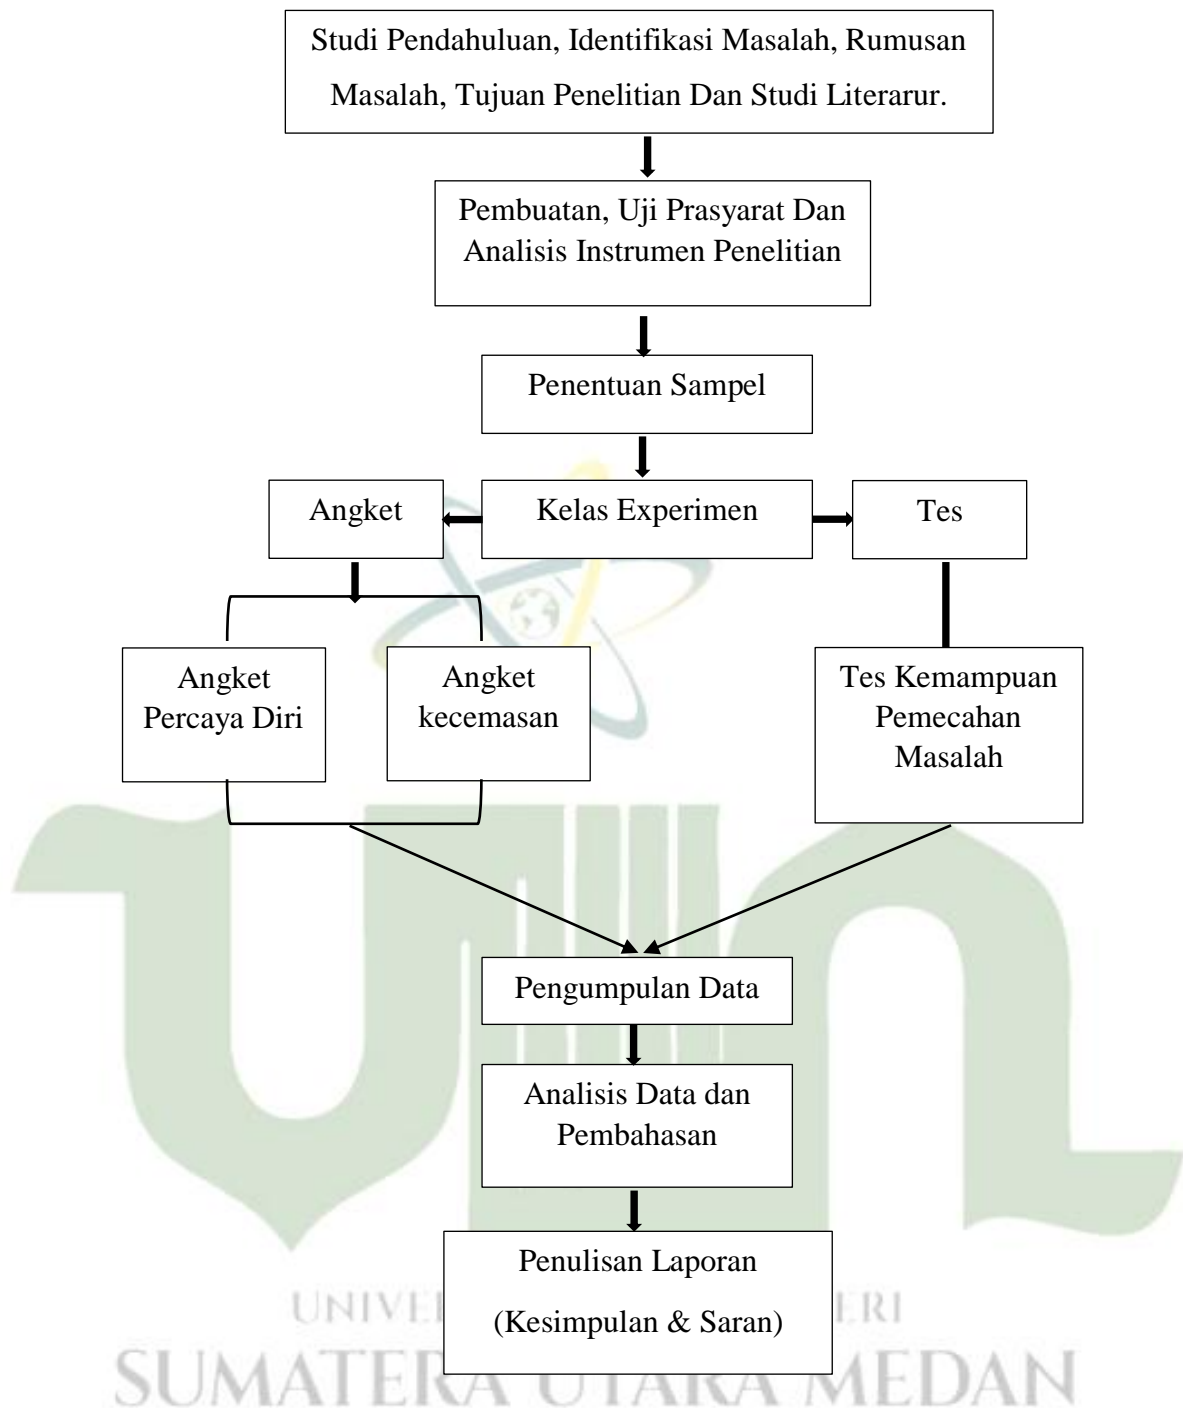 Studi Pendahuluan, Identifikasi Masalah, Rumusan
Masalah, Tujuan Penelitian Dan Studi Literarur.
Pembuatan, Uji Prasyarat Dan
Analisis Instrumen Penelitian
Penentuan Sampel
Angket
Kelas Experimen
Tes
Angket
Percaya Diri
Angket
kecemasan
Tes Kemampuan
Pemecahan
Masalah
Pengumpulan Data
Analisis Data dan
Pembahasan
Penulisan Laporan
(Kesimpulan & Saran)
SUMATERA UTARA MEDAN